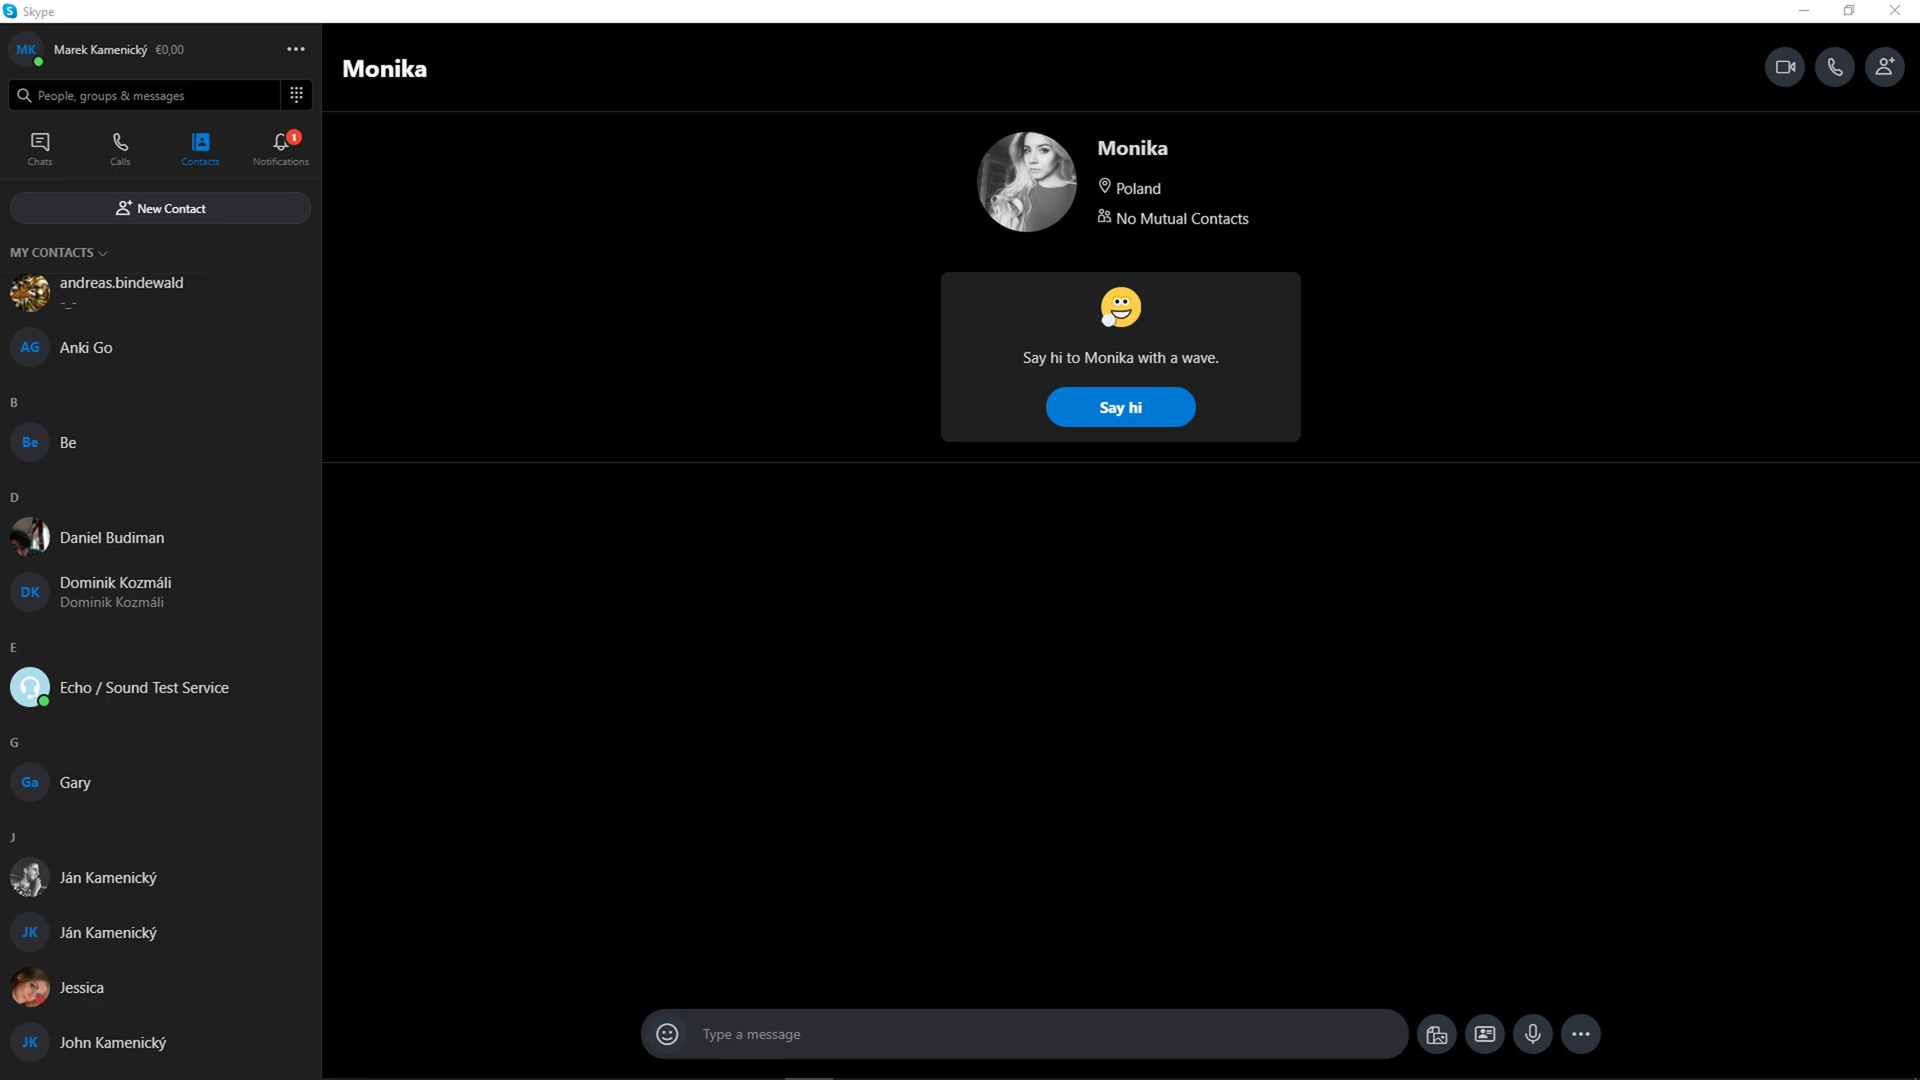 Skype
MK Marek Kamenický €0,00
People, groups & messages
Chats
Calls
Contacts
1
Notifications
New Contact
MY CONTACTS
andreas.bindewald
-_-
AG Anki Go
B
Be Be
D
Daniel Budiman
DK Dominik Kozmáli
Dominik Kozmáli
E
Echo / Sound Test Service
G
Ga Gary
J
Ján Kamenický
JK Ján Kamenický
Jessica
JK John Kamenický
Monika
Monika
Poland
No Mutual Contacts
Say hi to Monika with a wave.
Say hi
Type a message